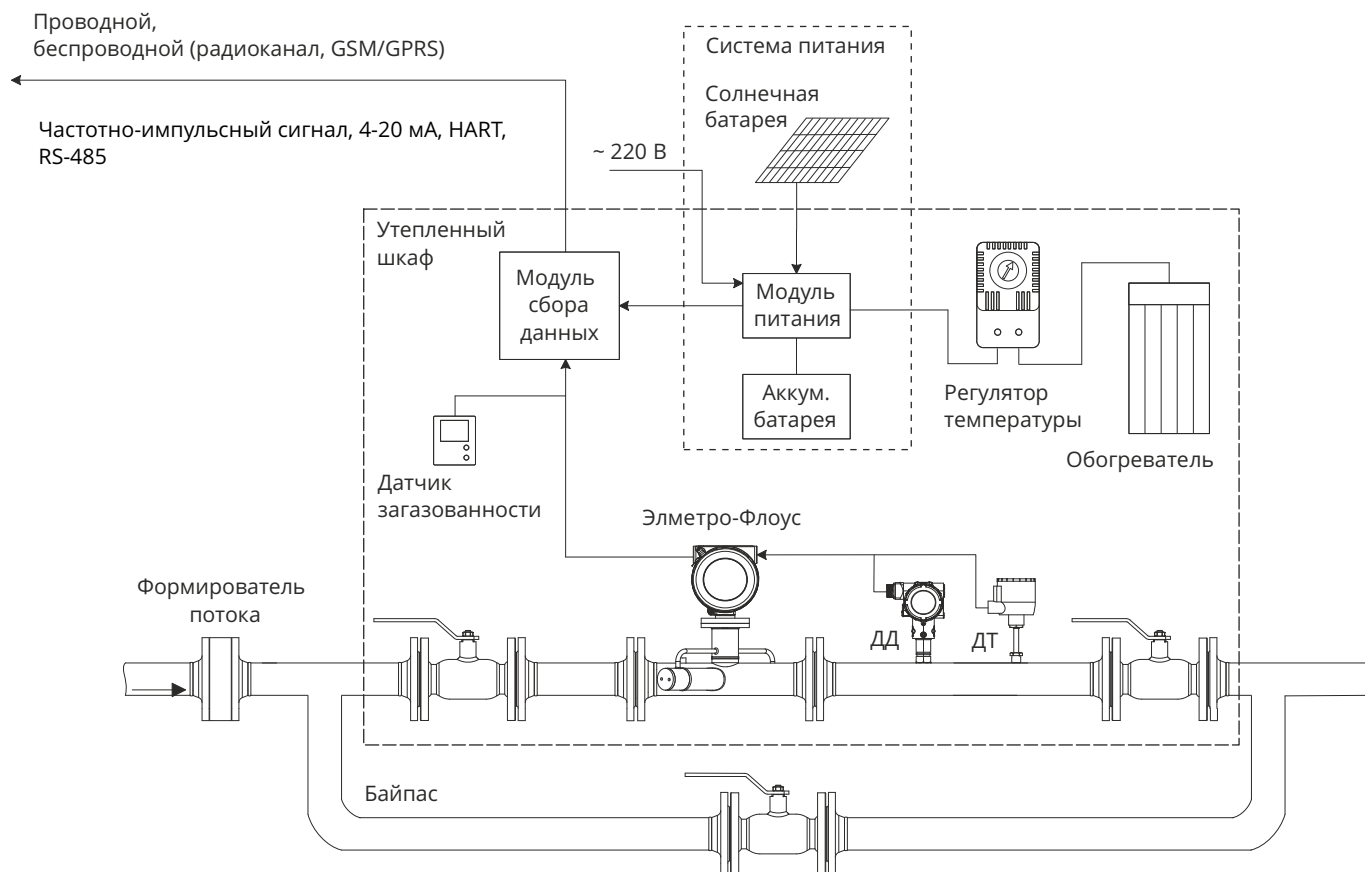 Проводной,
беспроводной (радиоканал, GSM/GPRS)
Частотно-импульсный сигнал, 4-20 мА, HART,
RS-485
Система питания
Солнечная
батарея
~ 220 В
Утепленный
шкаф
Модуль
сбора
данных
Модуль
питания
Аккум.
батарея
Регулятор
температуры
Обогреватель
Датчик
загазованности
Элметро-Флоус
Формирователь
потока
ДД
ДТ
Байпас